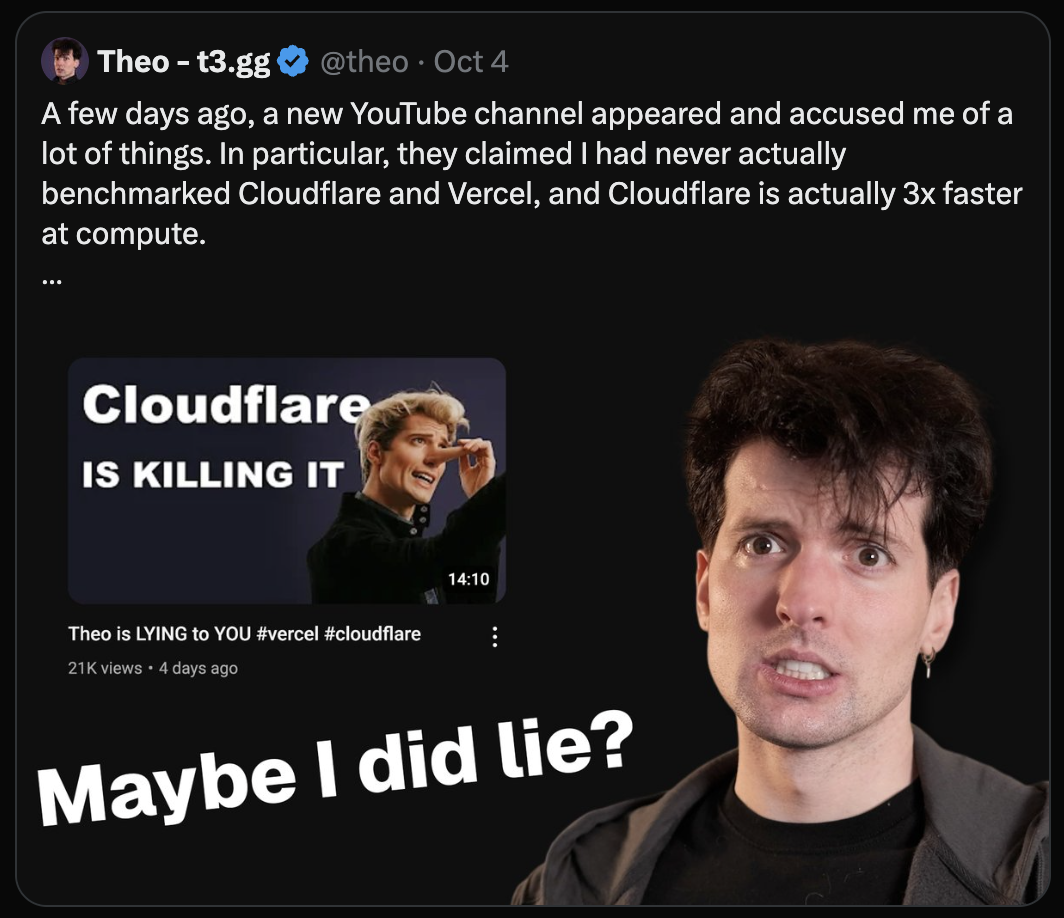 Theo - t3.gg @theo · Oct 4
A few days ago, a new YouTube channel appeared and accused me of a
lot of things. In particular, they claimed I had never actually
benchmarked Cloudflare and Vercel, and Cloudflare is actually 3x faster
at compute.
...
Cloudflare
IS KILLING IT
14:10
Theo is LYING to YOU #vercel #cloudflare
21K views • 4 days ago
Maybe I did lie?